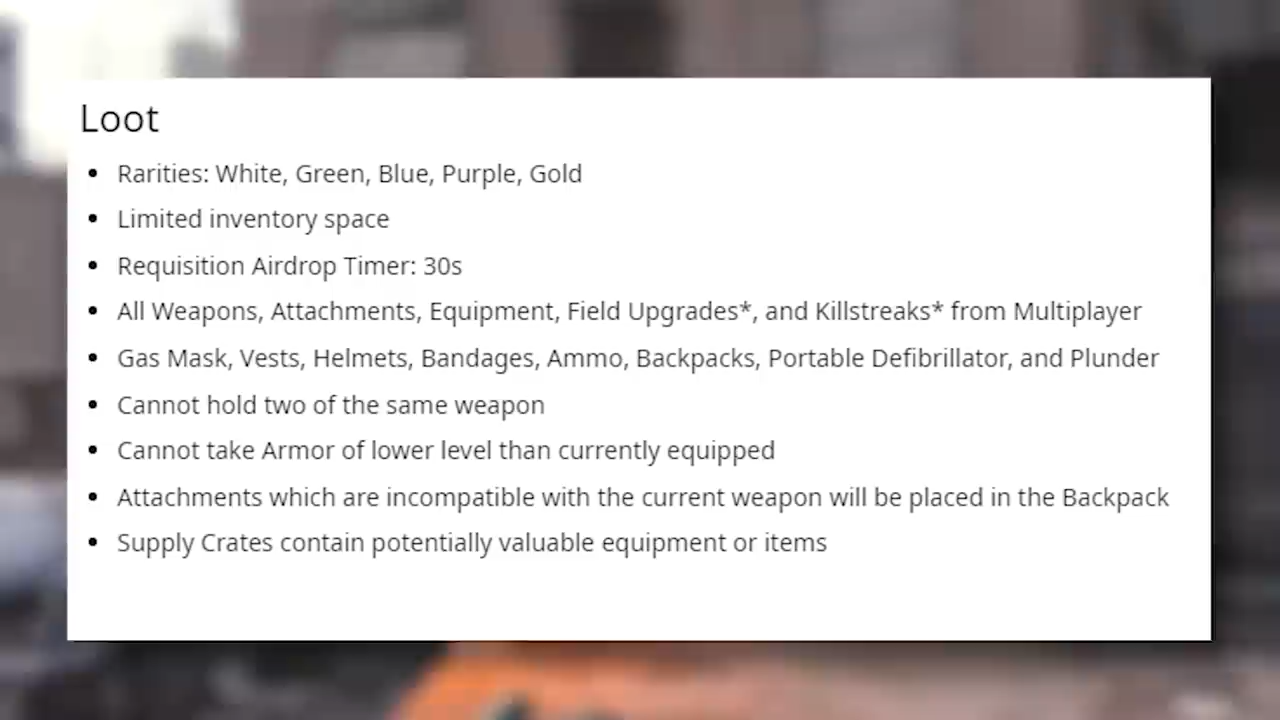 Loot
• Rarities: White, Green, Blue, Purple, Gold
• Limited inventory space
• Requisition Airdrop Timer: 30s
• All Weapons, Attachments, Equipment, Field Upgrades*, and Killstreaks* from Multiplayer
• Gas Mask, Vests, Helmets, Bandages, Ammo, Backpacks, Portable Defibrillator, and Plunder
• Cannot hold two of the same weapon
• Cannot take Armor of lower level than currently equipped
• Attachments which are incompatible with the current weapon will be placed in the Backpack
• Supply Crates contain potentially valuable equipment or items